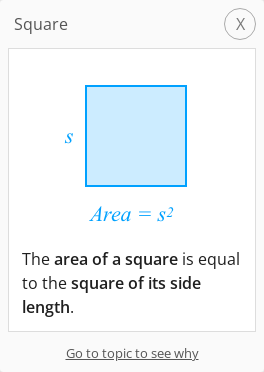 Square
X
s
Area = s²
The area of a square is equal
to the square of its side
length.
Go to topic to see why